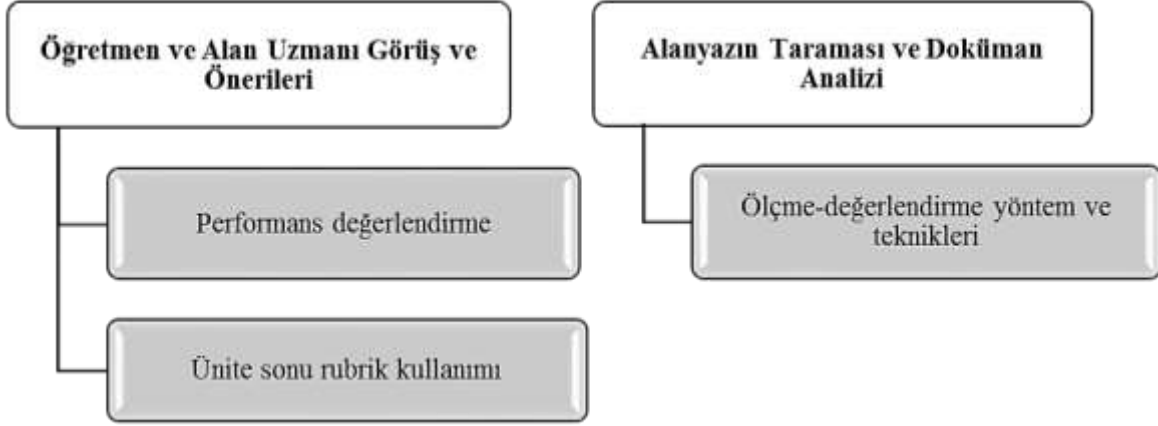 Öğretmen ve Alan Uzmanı Görüş ve
Önerileri
Performans değerlendirme
Ünite sonu rubrik kullanımı
Alanyazın Taraması ve Doküman
Analizi
Ölçme-değerlendirme yöntem ve
teknikleri